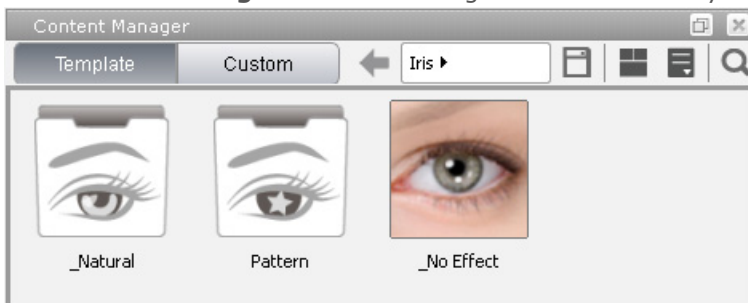 Content Manager
Template Custom Iris
_Natural Pattern _No Effect